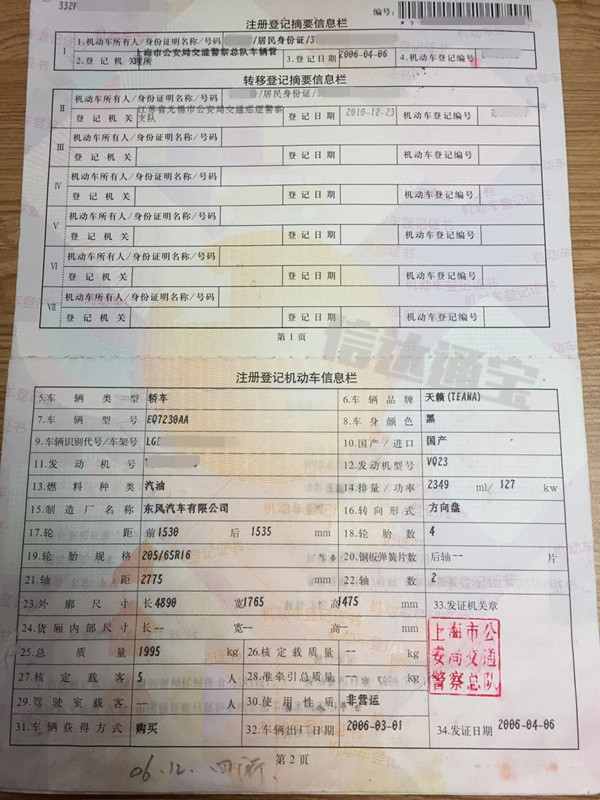 332F
编号:
注册登记摘要信息栏
Ⅰ 1.机动车所有人/身份证明名称/号码 /居民身份证/3
2.登记机关 上海市公安局交通警察总队车辆管理所 3.登记日期 2006-04-06 4.机动车登记编号
转移登记摘要信息栏
Ⅱ 机动车所有人/身份证明名称/号码 /居民身份证/3
登记机关 江苏省无锡市公安局交通巡逻警察支队 登记日期 2010-12-23 机动车登记编号
Ⅲ 机动车所有人/身份证明名称/号码
登记机关 登记日期 机动车登记编号
Ⅳ 机动车所有人/身份证明名称/号码
登记机关 登记日期 机动车登记编号
Ⅴ 机动车所有人/身份证明名称/号码
登记机关 登记日期 机动车登记编号
Ⅵ 机动车所有人/身份证明名称/号码
登记机关 登记日期 机动车登记编号
Ⅶ 机动车所有人/身份证明名称/号码
登记机关 登记日期 机动车登记编号
第1页
信达通宝
注册登记机动车信息栏
5.车辆类型 轿车 6.车辆品牌 天籁(TEANA)
7.车辆型号 EQ7230AA 8.车身颜色 黑
9.车辆识别代号/车架号 LGB 10.国产/进口 国产
11.发动机号 12.发动机型号 VQ23
13.燃料种类 汽油 14.排量/功率 2349 ml/ 127 kw
15.制造厂名称 东风汽车有限公司 16.转向形式 方向盘
17.轮距 前1530 后1535 mm 18.轮胎数 4
19.轮胎规格 205/65R16 20.钢板弹簧片数 后轴-- 片
21.轴距 2775 mm 22.轴数 2
23.外廓尺寸 长4890 宽1765 高1475 mm 33.发证机关章
24.货厢内部尺寸 长-- 宽-- 高- mm
上海市公
安局交通
警察总队
25.总质量 1995 kg 26.核定载质量 -- kg
27.核定载客 5 人 28.准牵引总质量 -- kg
29.驾驶室载客 -- 人 30.使用性质 非营运
31.车辆获得方式 购买 32.车辆出厂日期 2006-03-01 34.发证日期 2006-04-06
第2页
06.12.